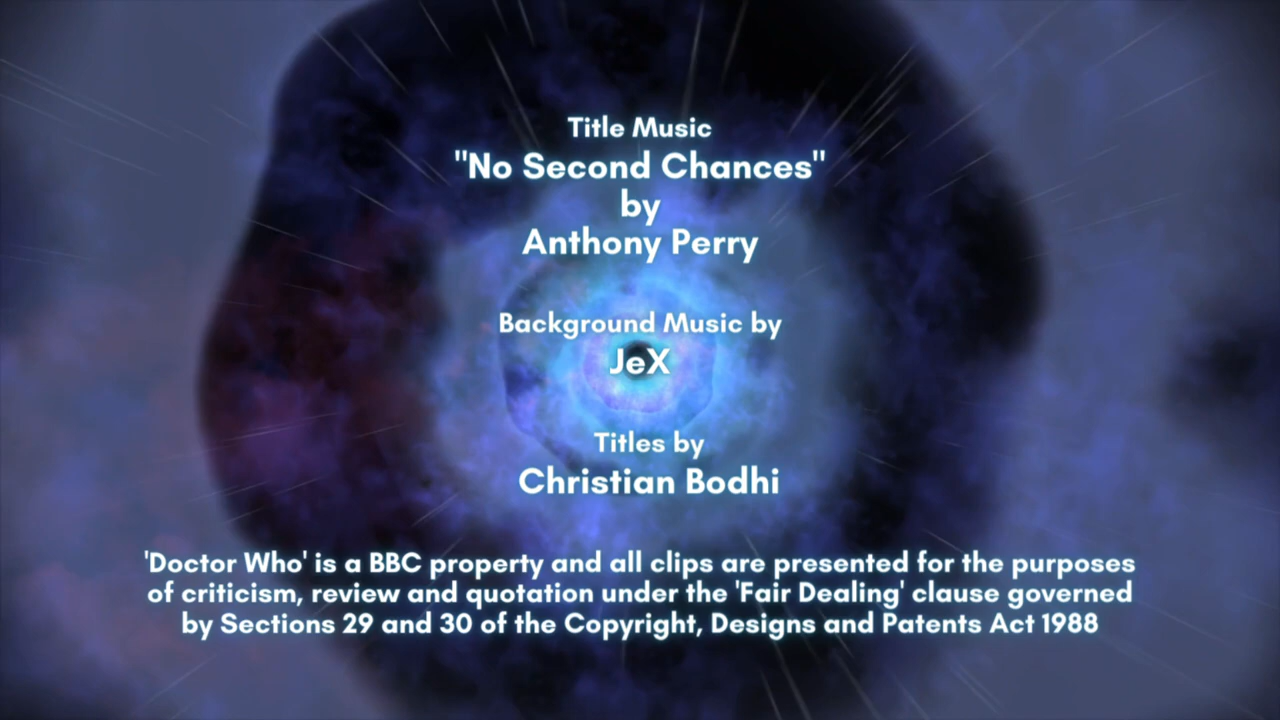 Title Music
"No Second Chances"
by
Anthony Perry
Background Music by
JeX
Titles by
Christian Bodhi
'Doctor Who' is a BBC property and all clips are presented for the purposes
of criticism, review and quotation under the 'Fair Dealing' clause governed
by Sections 29 and 30 of the Copyright, Designs and Patents Act 1988